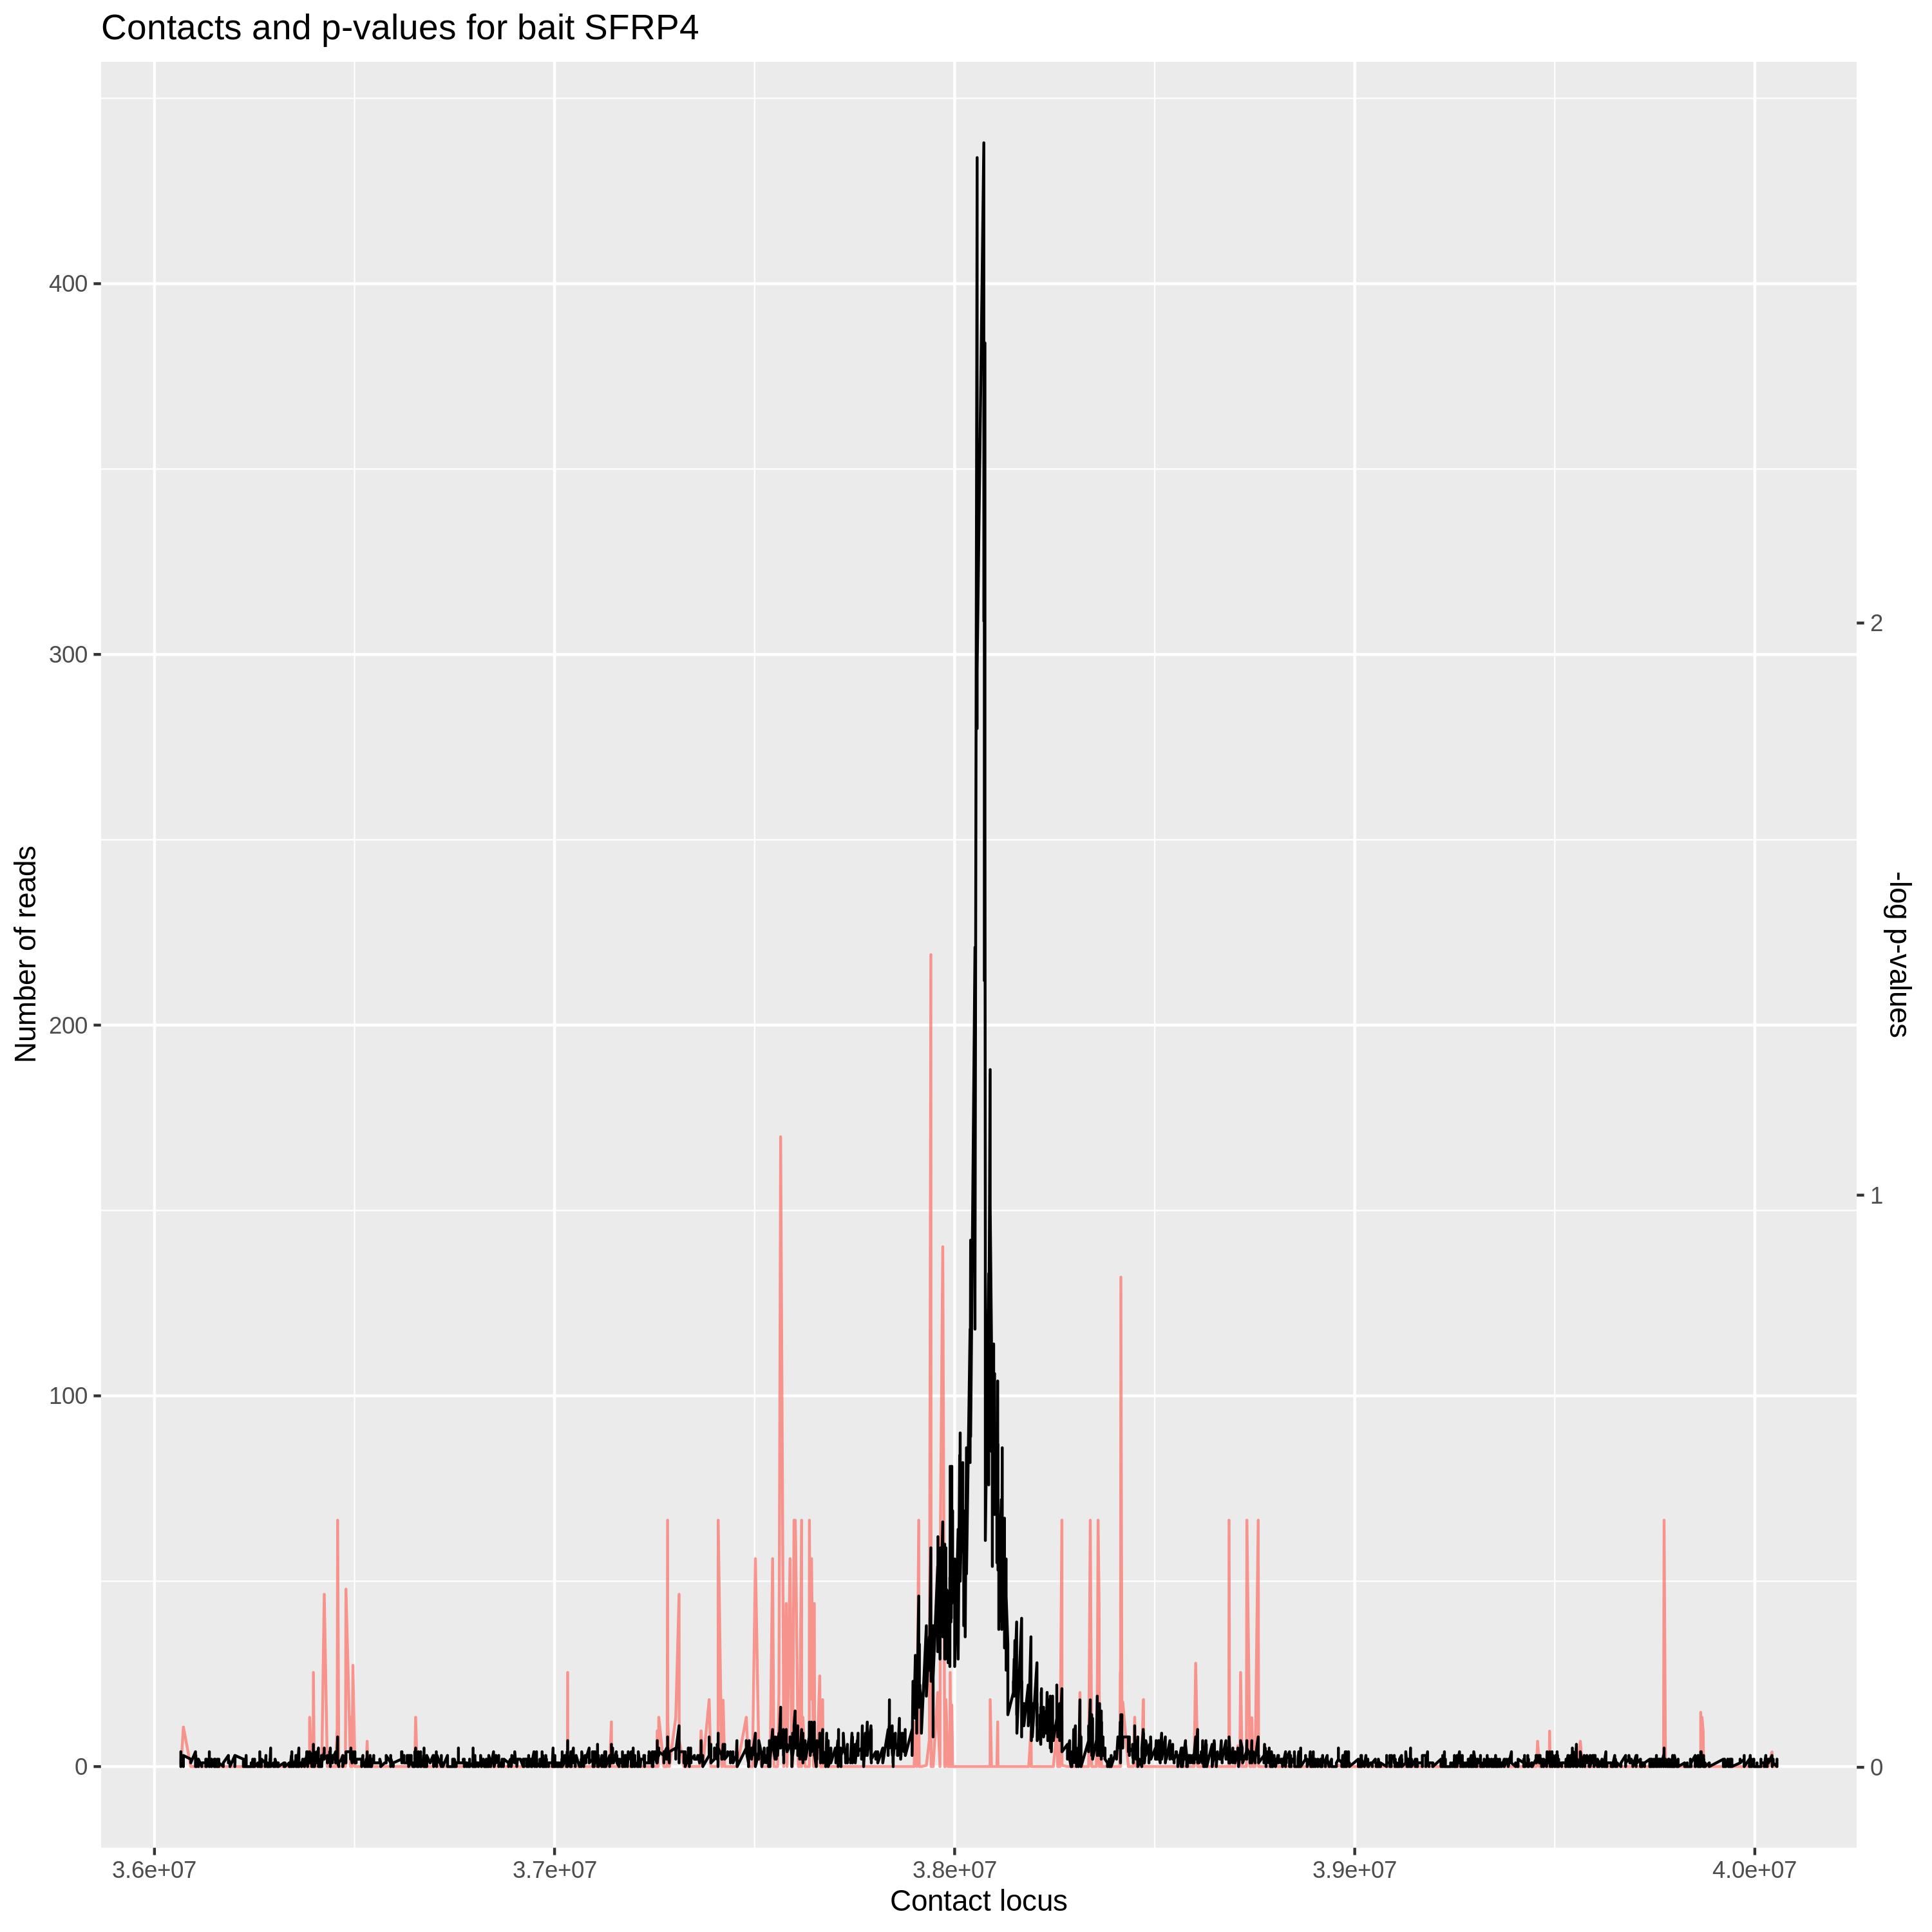 Contacts and p-values for bait SFRP4
400
300
200
100
0
Number of reads
2
1
0
-log p-values
3.6e+07
3.7e+07
3.8e+07
3.9e+07
4.0e+07
Contact locus